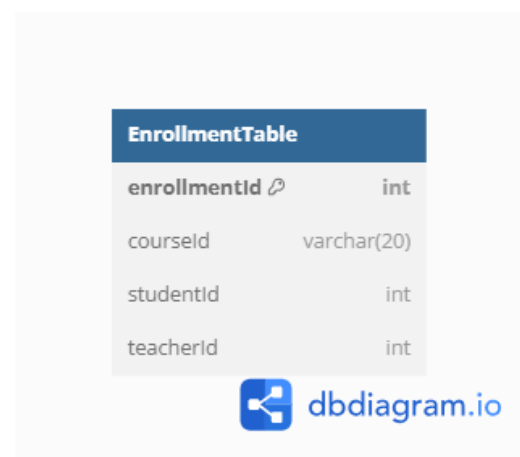 EnrollmentTable
enrollmentId int
courseId varchar(20)
studentId int
teacherId int
dbdiagram.io